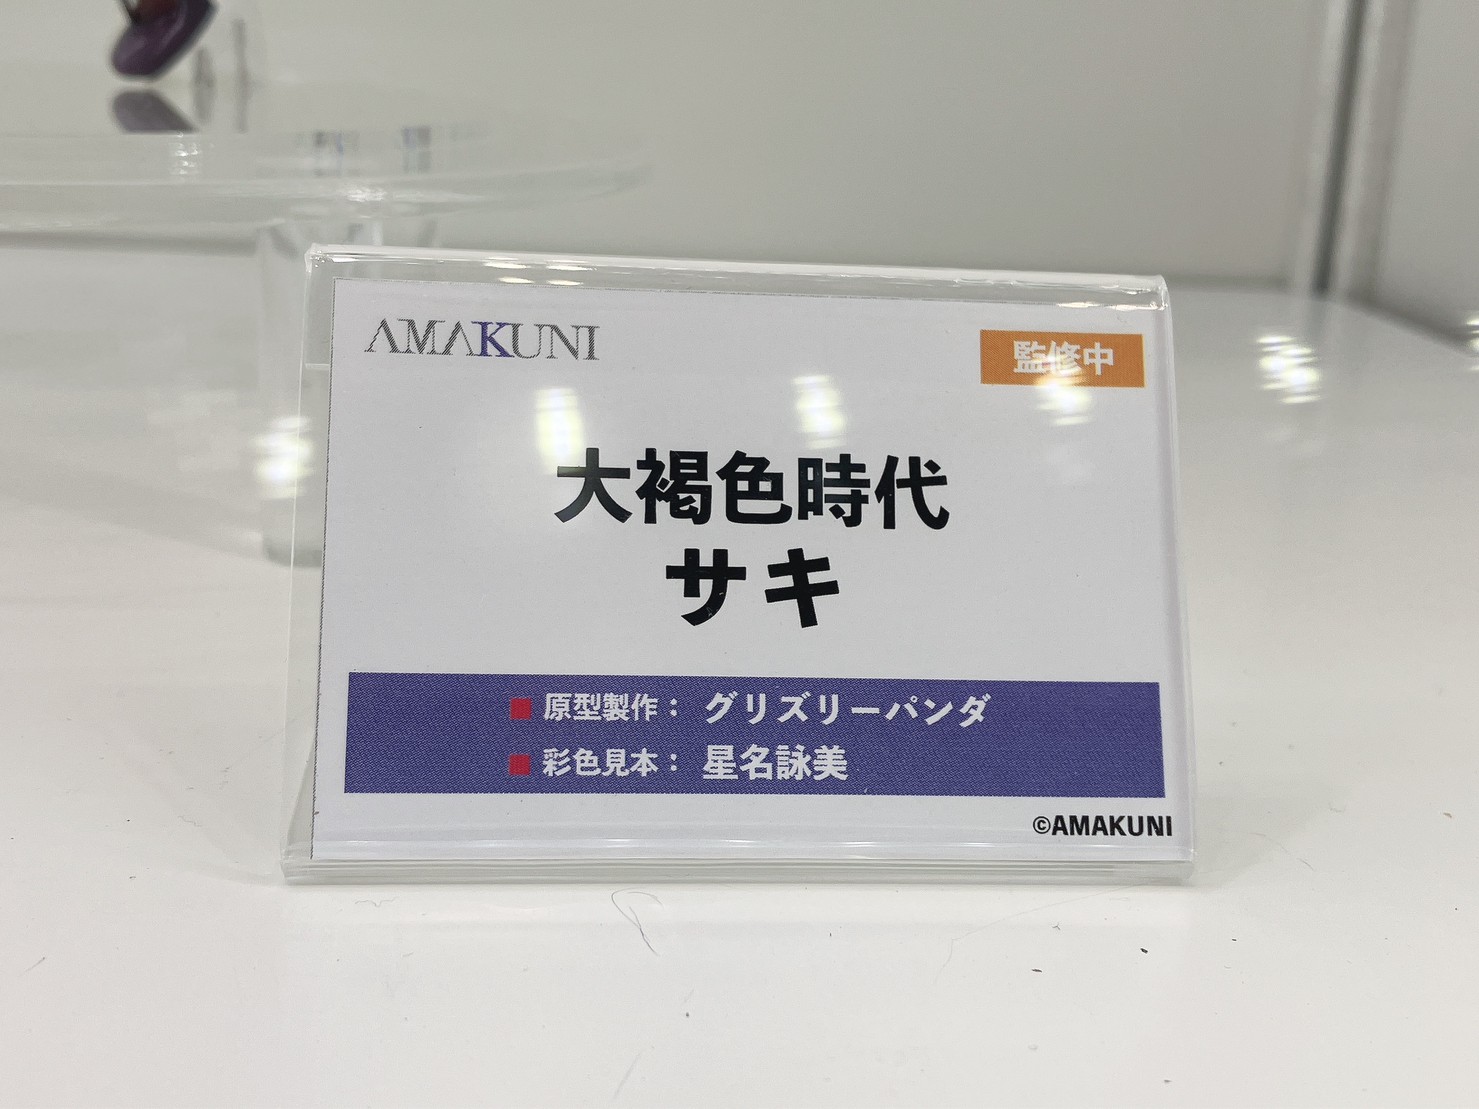 AMAKUNI
監修中
大褐色時代
サキ
■ 原型製作： グリズリーパンダ
■ 彩色見本： 星名詠美
©AMAKUNI